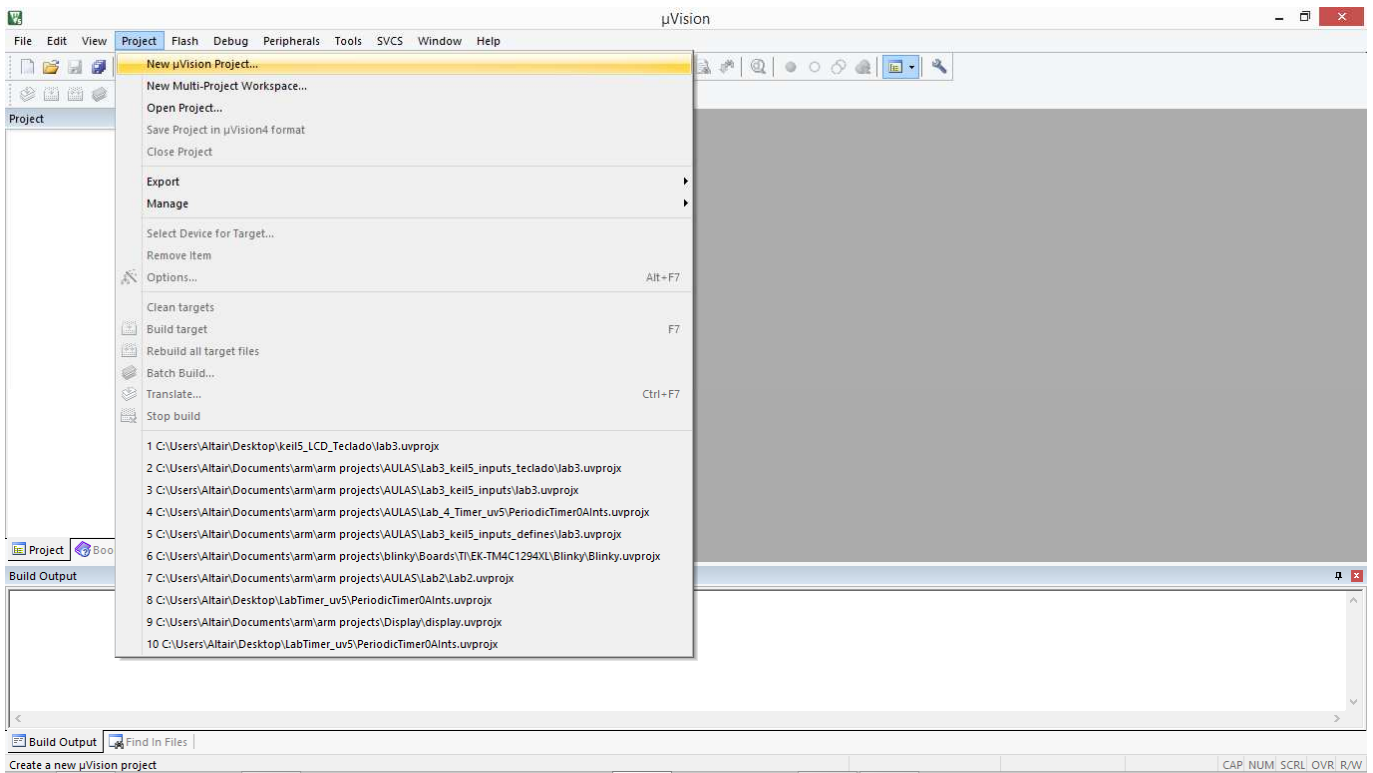 µVision
File Edit View Project Flash Debug Peripherals Tools SVCS Window Help
New µVision Project...
New Multi-Project Workspace...
Open Project...
Project
Save Project in µVision4 format
Close Project
Export
Manage
Select Device for Target...
Remove Item
Options... Alt+F7
Clean targets
Build target F7
Rebuild all target files
Batch Build...
Translate... Ctrl+F7
Stop build
1 C:\Users\Altair\Desktop\keil5_LCD_Teclado\lab3.uvprojx
2 C:\Users\Altair\Documents\arm\arm projects\AULAS\Lab3_keil5_inputs_teclado\lab3.uvprojx
3 C:\Users\Altair\Documents\arm\arm projects\AULAS\Lab3_keil5_inputs\lab3.uvprojx
4 C:\Users\Altair\Documents\arm\arm projects\AULAS\Lab_4_Timer_uv5\PeriodicTimer0AInts.uvprojx
5 C:\Users\Altair\Documents\arm\arm projects\AULAS\Lab3_keil5_inputs_defines\lab3.uvprojx
Project Boo
6 C:\Users\Altair\Documents\arm\arm projects\blinky\Boards\TI\EK-TM4C1294XL\Blinky\Blinky.uvprojx
Build Output
7 C:\Users\Altair\Documents\arm\arm projects\AULAS\Lab2\Lab2.uvprojx
8 C:\Users\Altair\Desktop\LabTimer_uv5\PeriodicTimer0AInts.uvprojx
9 C:\Users\Altair\Documents\arm\arm projects\Display\display.uvprojx
10 C:\Users\Altair\Desktop\LabTimer_uv5\PeriodicTimer0AInts.uvprojx
Build Output Find In Files
Create a new µVision project CAP NUM SCRL OVR R/W